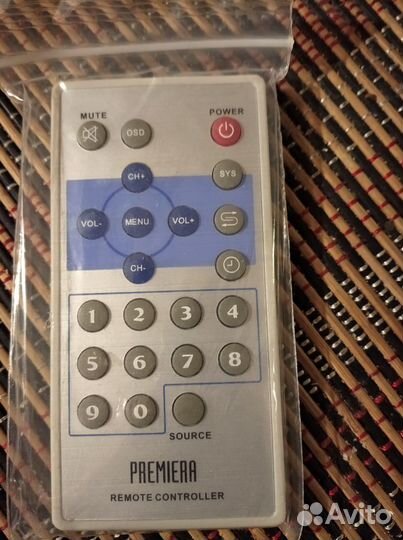 MUTE
POWER
OSD
CH+
SYS
VOL-
MENU
VOL+
CH-
1 2 3 4
5 6 7 8
9 0
SOURCE
PREMIERA
REMOTE CONTROLLER
Avito